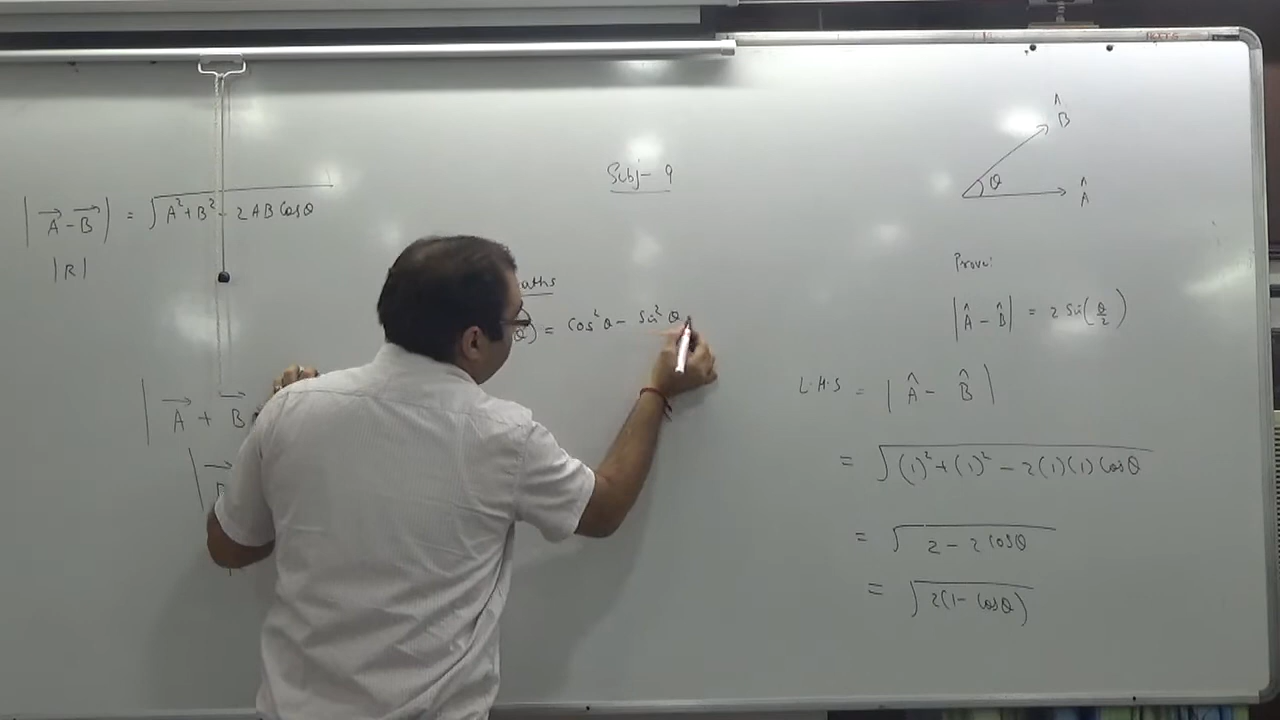 Subj- 9
|A⃗ - B⃗| = √(A² + B² - 2AB Cosθ)
|R|
aths
θ) = Cos²θ - Sin²θ
|A⃗ + B⃗
B̂
θ
Â
Prove:
|Â - B̂| = 2 Sin(θ/2)
L.H.S = |Â - B̂|
= √((1)² + (1)² - 2(1)(1) Cosθ)
= √(2 - 2 Cosθ)
= √(2(1 - Cosθ))